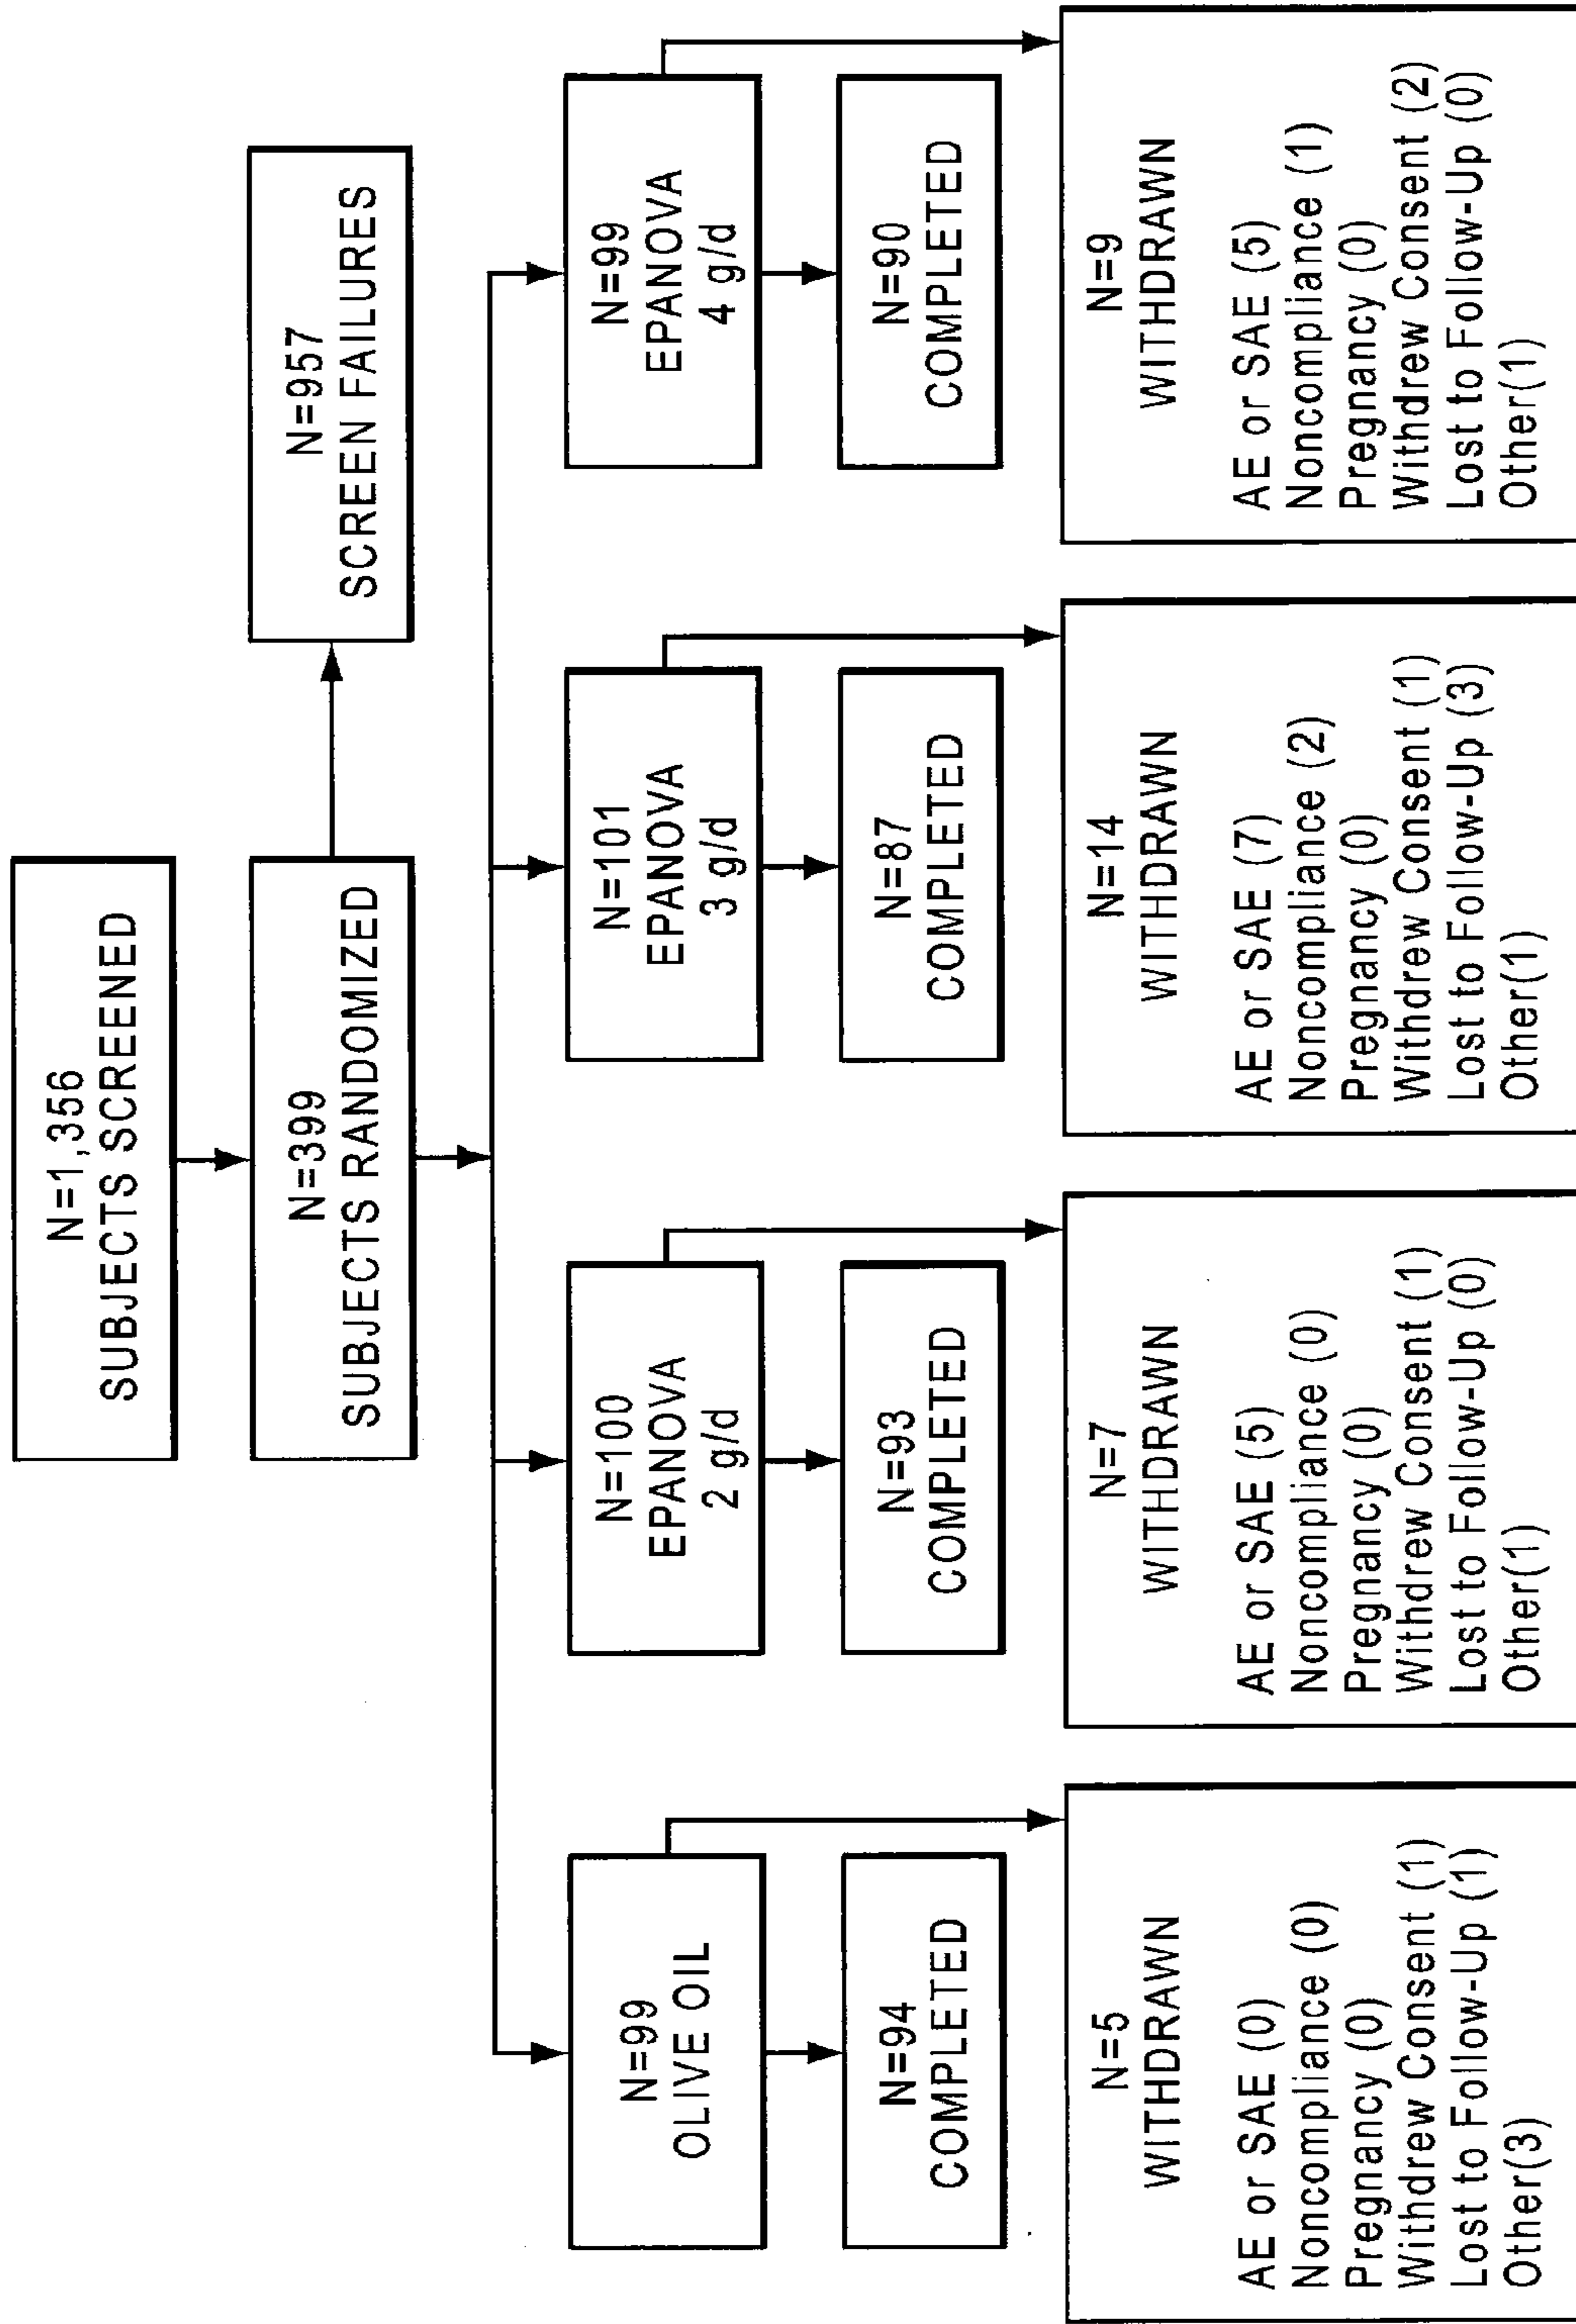 N=1,356
SUBJECTS SCREENED
N=399
SUBJECTS RANDOMIZED
N=957
SCREEN FAILURES
N=99
OLIVE OIL
N=100
EPANOVA
2 g/d
N=101
EPANOVA
3 g/d
N=99
EPANOVA
4 g/d
N=94
COMPLETED
N=93
COMPLETED
N=87
COMPLETED
N=90
COMPLETED
N=5
WITHDRAWN
AE or SAE (0)
Noncompliance (0)
Pregnancy (0)
Withdrew Consent (1)
Lost to Follow-Up (1)
Other(3)
N=7
WITHDRAWN
AE or SAE (5)
Noncompliance (0)
Pregnancy (0)
Withdrew Consent (1)
Lost to Follow-Up (0)
Other(1)
N=14
WITHDRAWN
AE or SAE (7)
Noncompliance (2)
Pregnancy (0)
Withdrew Consent (1)
Lost to Follow-Up (3)
Other(1)
N=9
WITHDRAWN
AE or SAE (5)
Noncompliance (1)
Pregnancy (0)
Withdrew Consent (2)
Lost to Follow-Up (0)
Other(1)